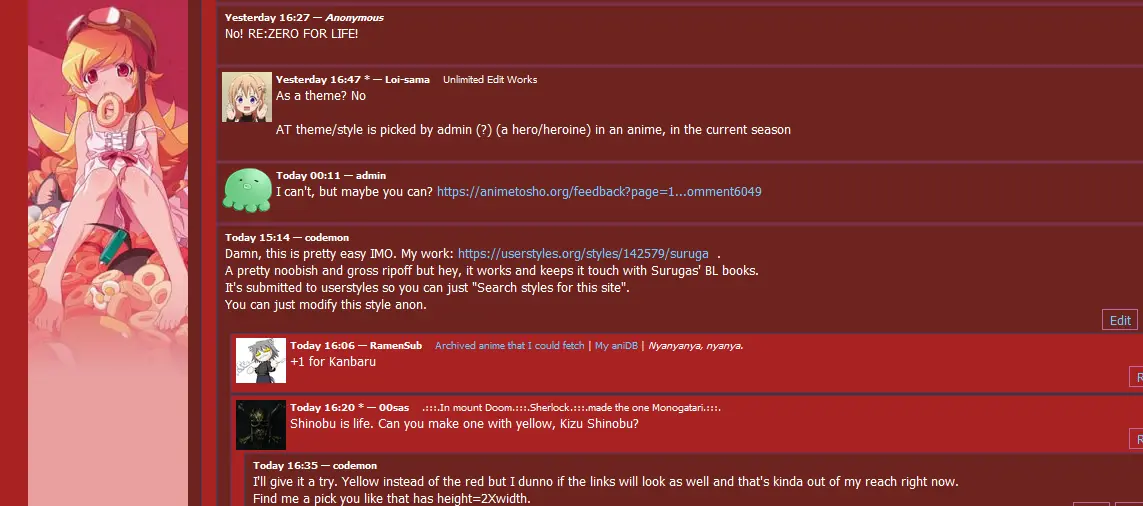 Yesterday 16:27 — Anonymous
No! RE:ZERO FOR LIFE!
Yesterday 16:47 * — Loi-sama Unlimited Edit Works
As a theme? No
AT theme/style is picked by admin (?) (a hero/heroine) in an anime, in the current season
Today 00:11 — admin
I can't, but maybe you can? https://animetosho.org/feedback?page=1...omment6049
Today 15:14 — codemon
Damn, this is pretty easy IMO. My work: https://userstyles.org/styles/142579/suruga .
A pretty noobish and gross ripoff but hey, it works and keeps it touch with Surugas' BL books.
It's submitted to userstyles so you can just "Search styles for this site".
You can just modify this style anon.
Edit
Today 16:06 — RamenSub Archived anime that I could fetch | My aniDB | Nyanyanya, nyanya.
+1 for Kanbaru
R
Today 16:20 * — 00sas .:::.In mount Doom.:::.Sherlock.:::.made the one Monogatari.:::.
Shinobu is life. Can you make one with yellow, Kizu Shinobu?
R
Today 16:35 — codemon
I'll give it a try. Yellow instead of the red but I dunno if the links will look as well and that's kinda out of my reach right now.
Find me a pick you like that has height=2Xwidth.